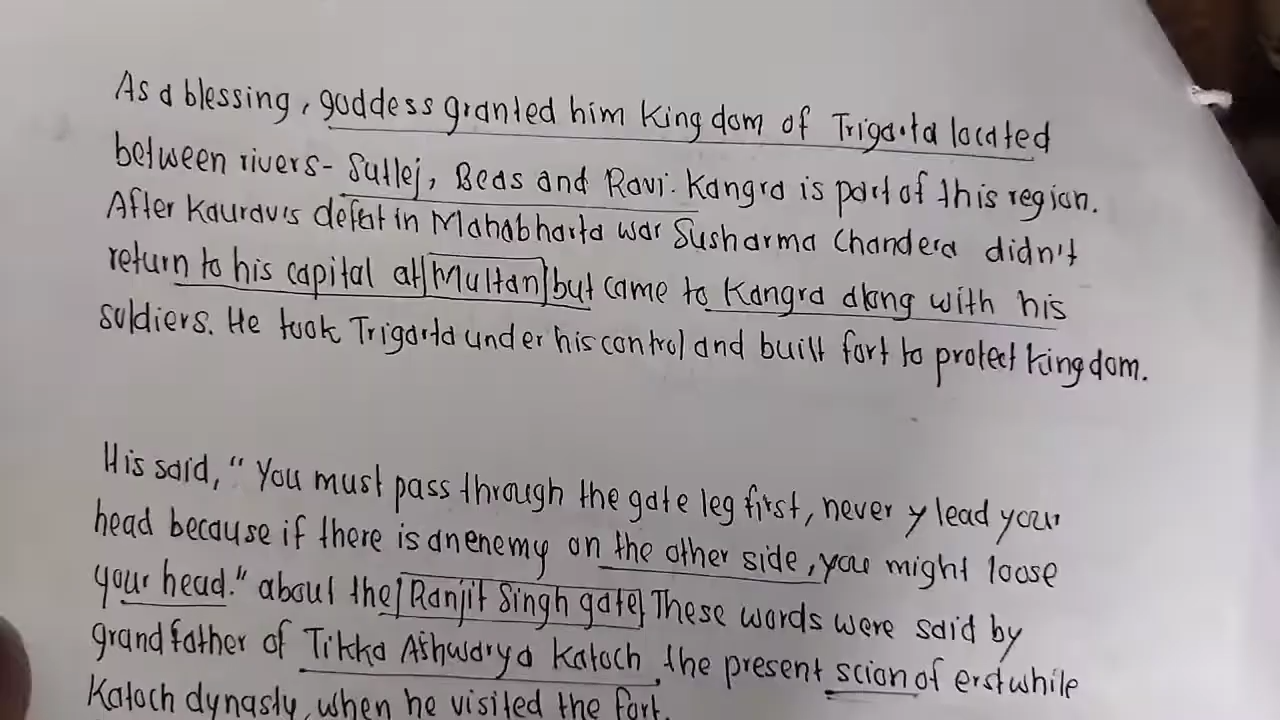 As a blessing, goddess granted him kingdom of Trigarta located
between rivers- Sutlej, Beas and Ravi. Kangra is part of this region.
After Kauravs defeat in Mahabharta war Susharma Chandera didn't
return to his capital at Multan but came to Kangra along with his
soldiers. He took Trigarta under his control and built fort to protect kingdom.
His said, "You must pass through the gate leg first, never y lead your
head because if there is an enemy on the other side, you might loose
your head." about the Ranjit Singh gate These words were said by
grandfather of Tikka Aishwarya Katoch, the present scion of erstwhile
Katoch dynasty, when he visited the fort.